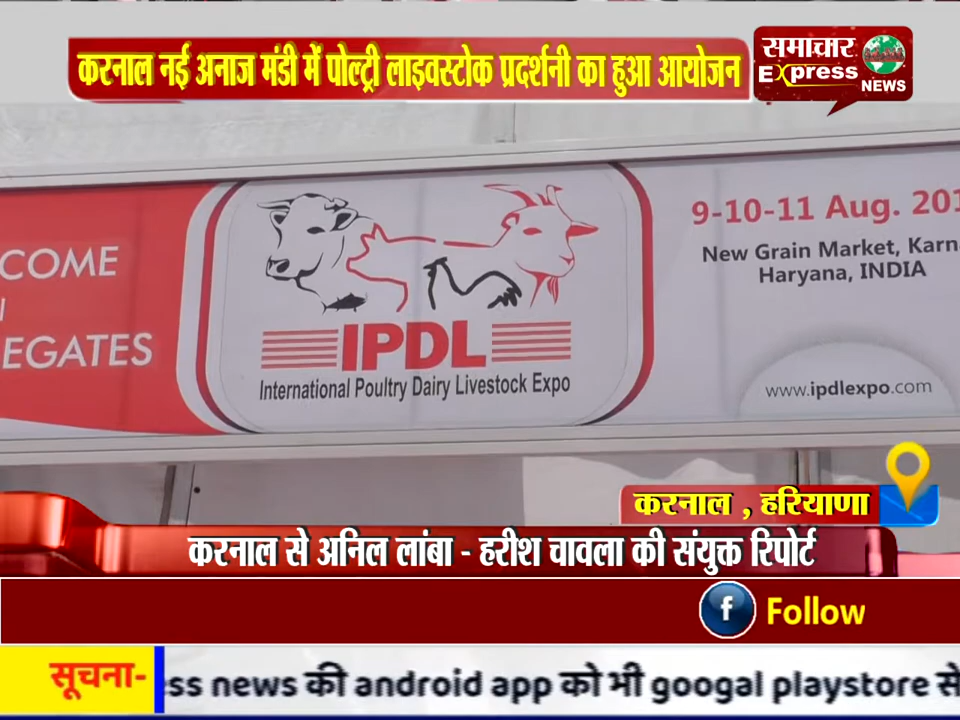 करनाल नई अनाज मंडी में पोल्ट्री लाइवस्टोक प्रदर्शनी का हुआ आयोजन
समाचार
Express
NEWS
COME
EGATES
IPDL
International Poultry Dairy Livestock Expo
9-10-11 Aug. 201
New Grain Market, Karna
Haryana, INDIA
www.ipdlexpo.com
करनाल , हरियाणा
करनाल से अनिल लांबा - हरीश चावला की संयुक्त रिपोर्ट
f Follow
सूचना- ss news की android app को भी googal playstore से